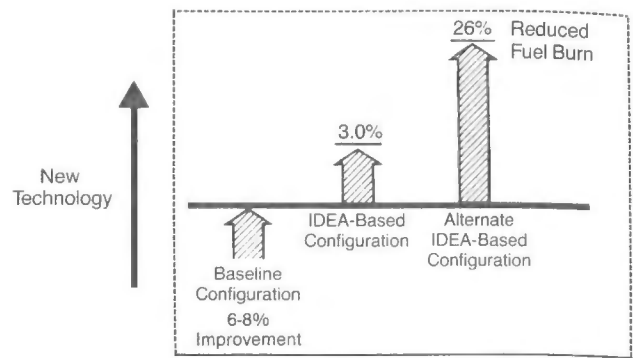 26% Reduced
Fuel Burn
3.0%
New
Technology
IDEA-Based
Configuration
Alternate
IDEA-Based
Configuration
Baseline
Configuration
6-8%
Improvement